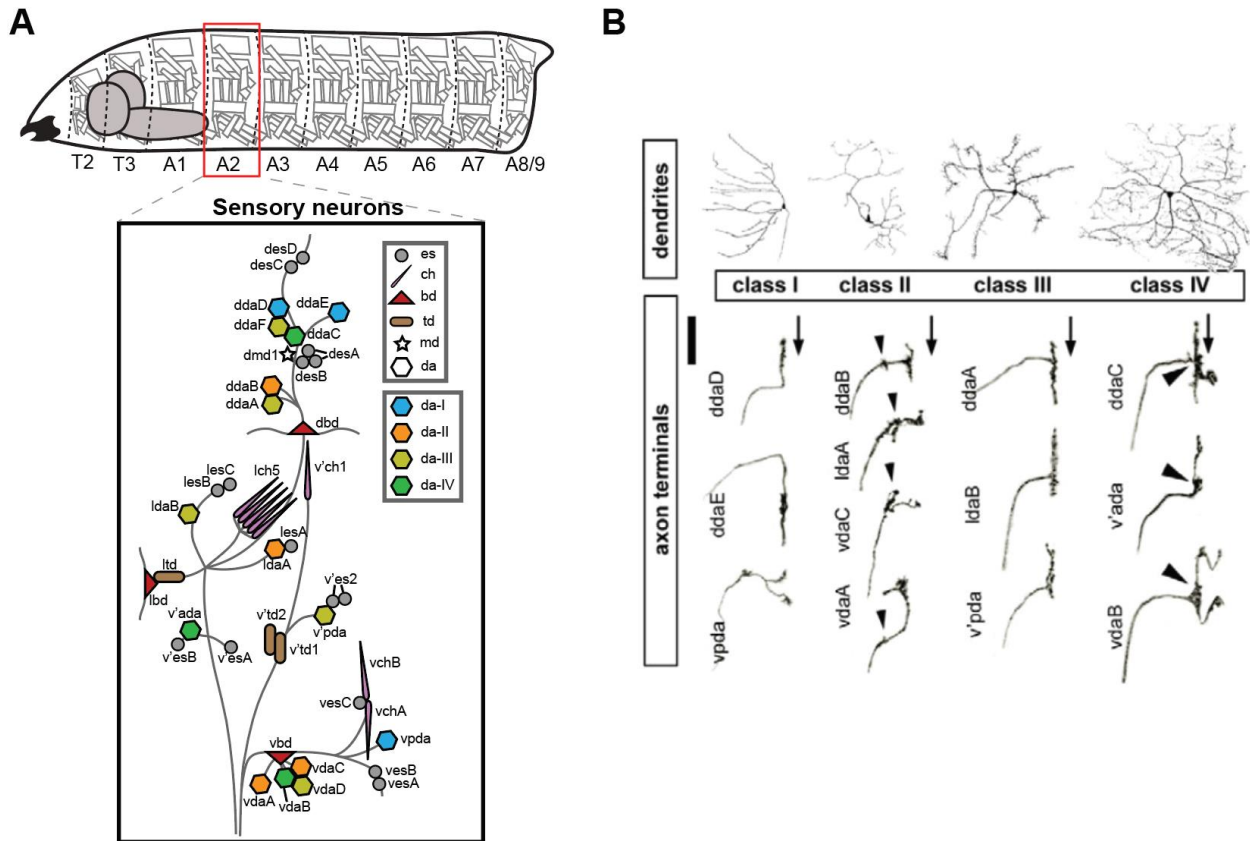 A
T2 T3 A1 A2 A3 A4 A5 A6 A7 A8/9
Sensory neurons
desD
desC
ddaD
ddaE
ddaF
ddaC
dmd1
desA
desB
ddaB
ddaA
dbd
v'ch1
lch5
lesC
lesB
ldaB
lesA
ldaA
ltd
lbd
v'es2
v'ada
v'td2
v'pda
v'esB
v'esA
v'td1
vchB
vesC
vchA
vbd
vpda
vdaC
vesB
vdaD
vesA
vdaA
vdaB
es
ch
bd
td
md
da
da-I
da-II
da-III
da-IV
B
dendrites
class I class II class III class IV
axon terminals
ddaD
ddaE
vpda
ddaB
ldaA
vdaC
vdaA
ddaA
ldaB
v'pda
ddaC
v'ada
vdaB